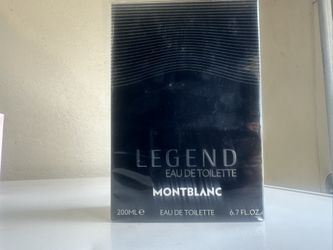 LEGEND
EAU DE TOILETTE
MONTBLANC
200ML ℮ EAU DE TOILETTE 6.7 FL.OZ.